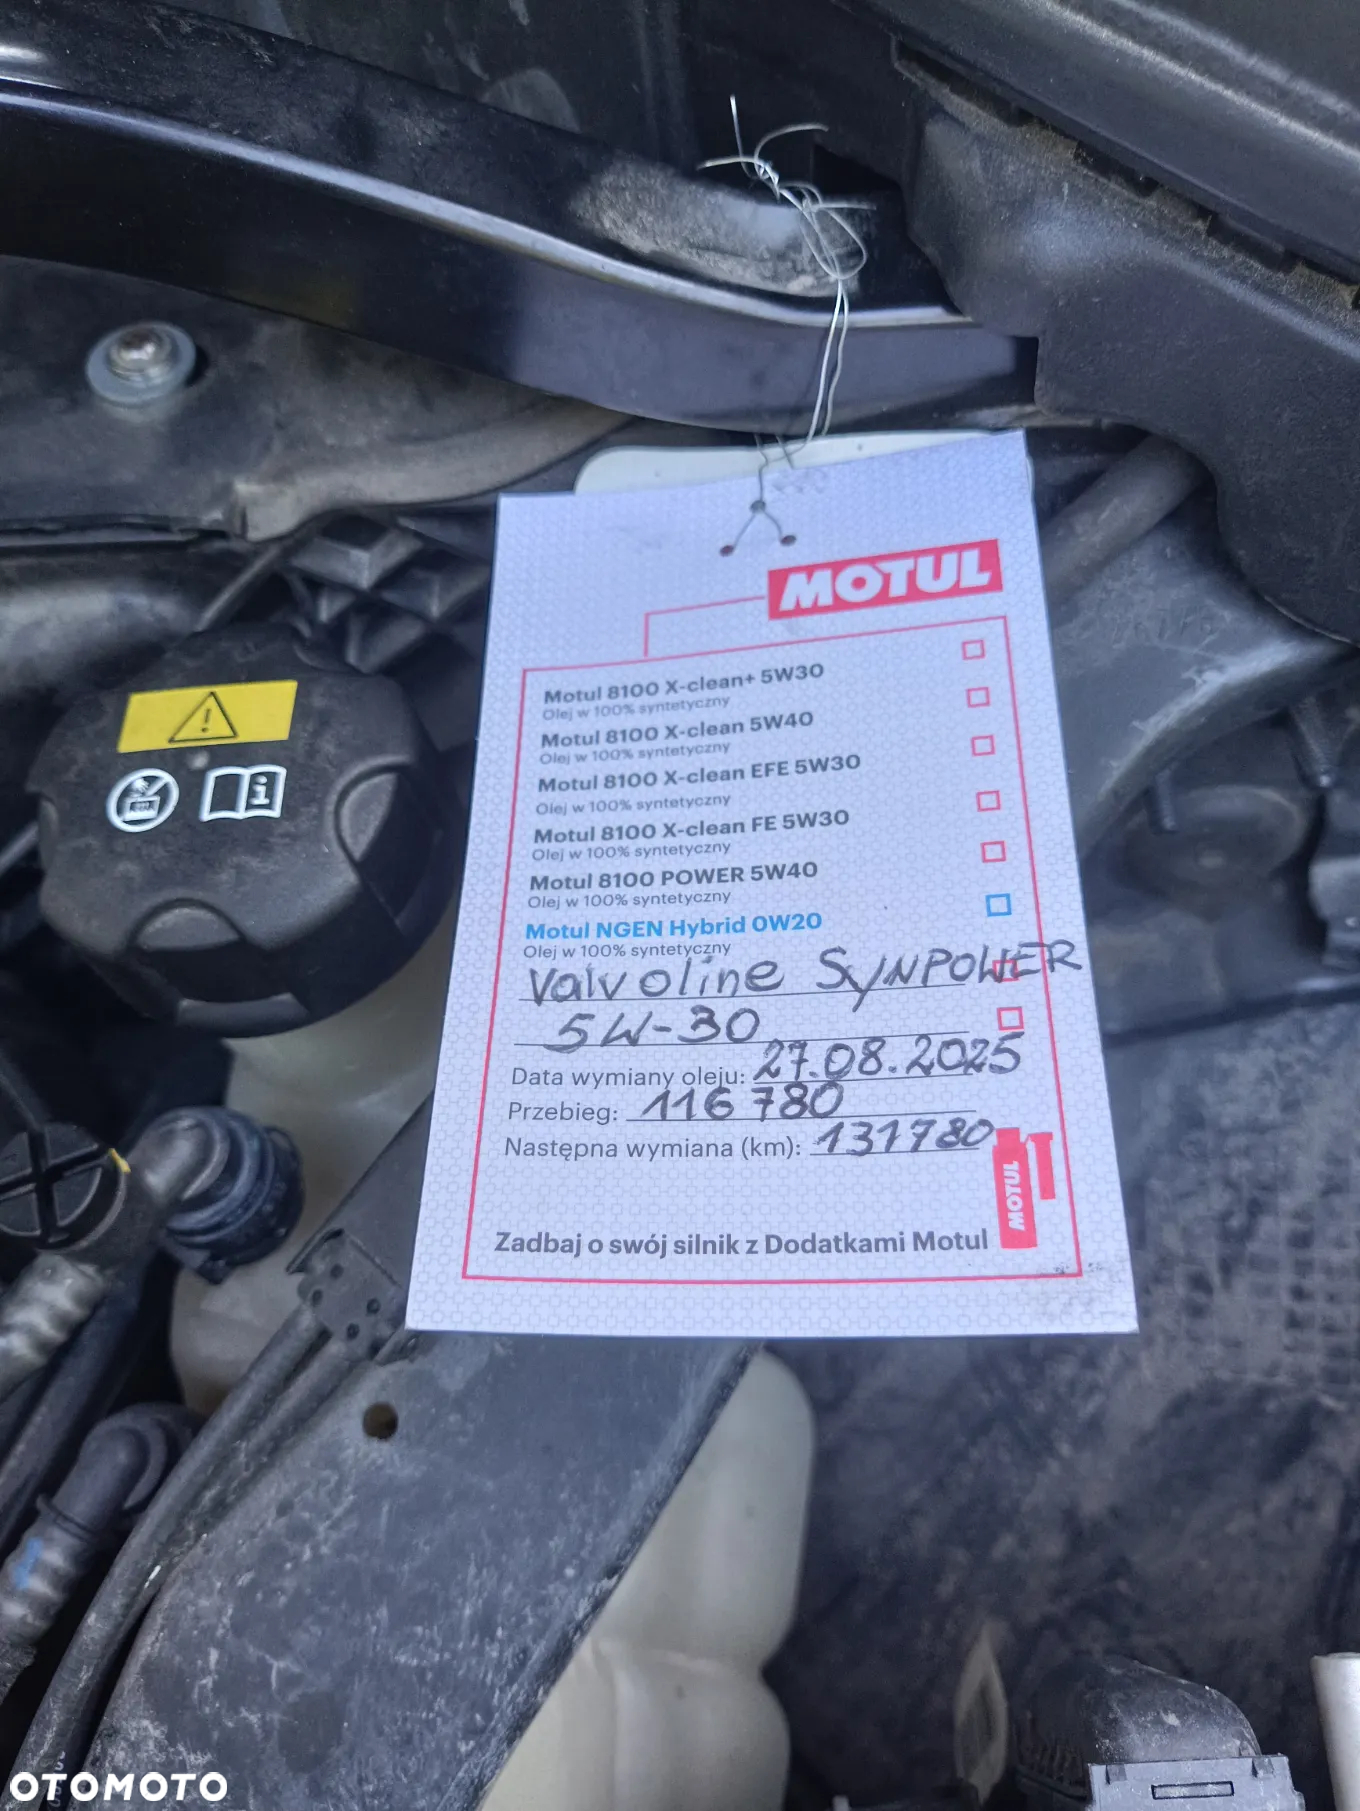 MOTUL
Motul 8100 X-clean+ 5W30
Olej w 100% syntetyczny
Motul 8100 X-clean 5W40
Olej w 100% syntetyczny
Motul 8100 X-clean EFE 5W30
Olej w 100% syntetyczny
Motul 8100 X-clean FE 5W30
Olej w 100% syntetyczny
Motul 8100 POWER 5W40
Olej w 100% syntetyczny
Motul NGEN Hybrid 0W20
Olej w 100% syntetyczny
Valvoline SYNPOWER
5W-30
Data wymiany oleju: 27.08.2025
Przebieg: 116 780
Następna wymiana (km): 131780
MOTUL
Zadbaj o swój silnik z Dodatkami Motul
OTOMOTO